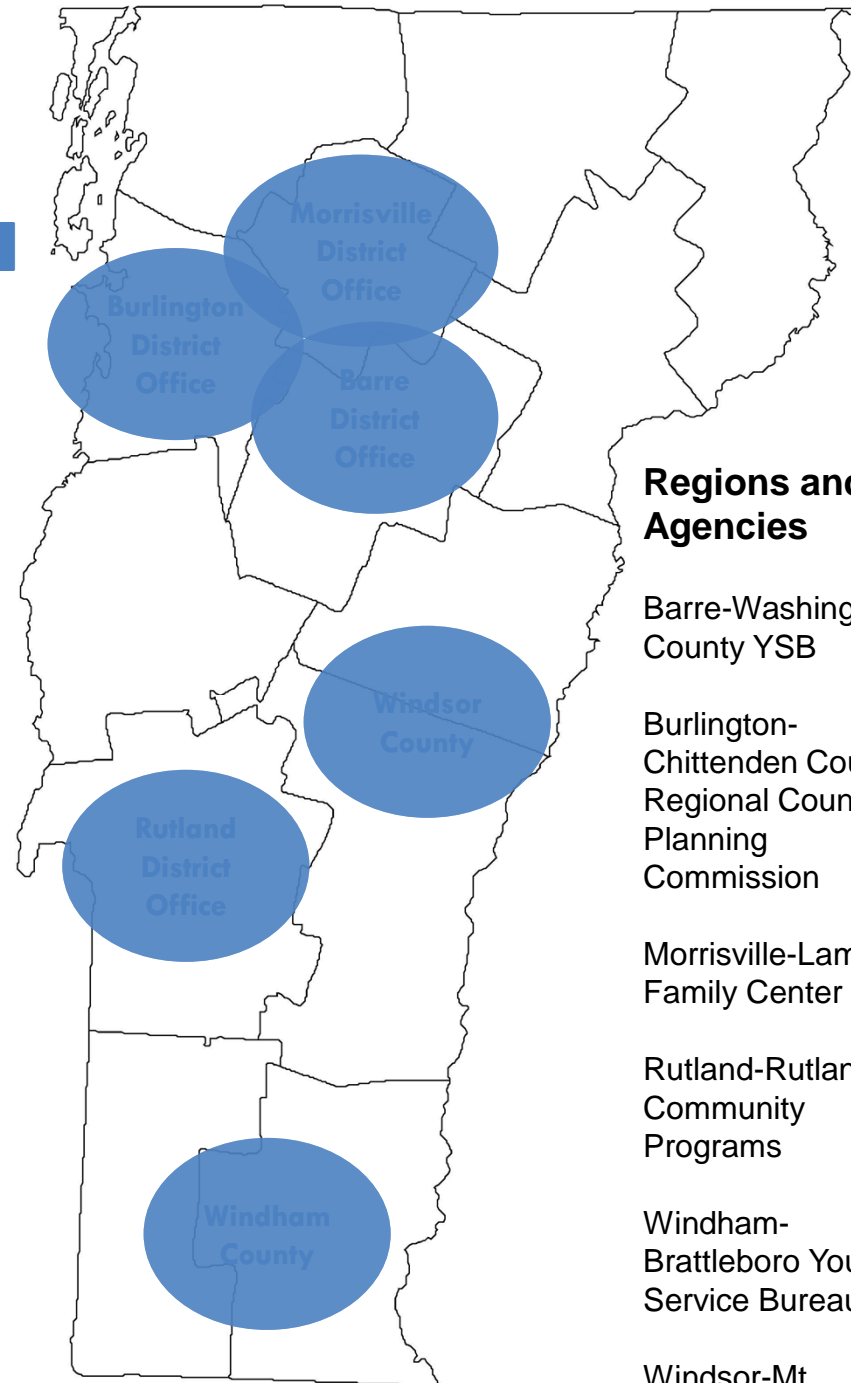 Morrisville
District
Office
Burlington
District
Office
Barre
District
Office
Windsor
County
Rutland
District
Office
Windham
County
Regions and
Agencies
Barre-Washing
County YSB
Burlington-
Chittenden Cou
Regional Coun
Planning
Commission
Morrisville-Lam
Family Center
Rutland-Rutlan
Community
Programs
Windham-
Brattleboro You
Service Bureau
Windsor-Mt